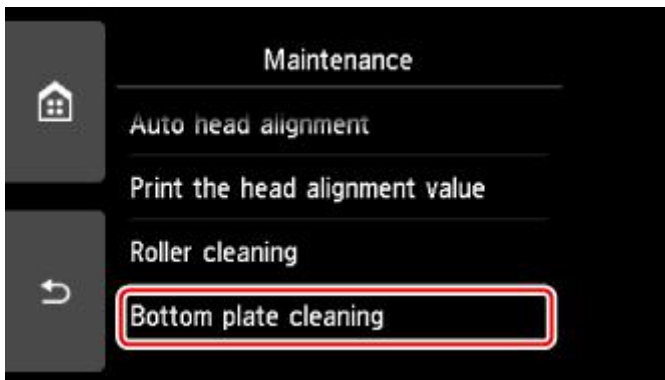 Maintenance
Auto head alignment
Print the head alignment value
Roller cleaning
Bottom plate cleaning